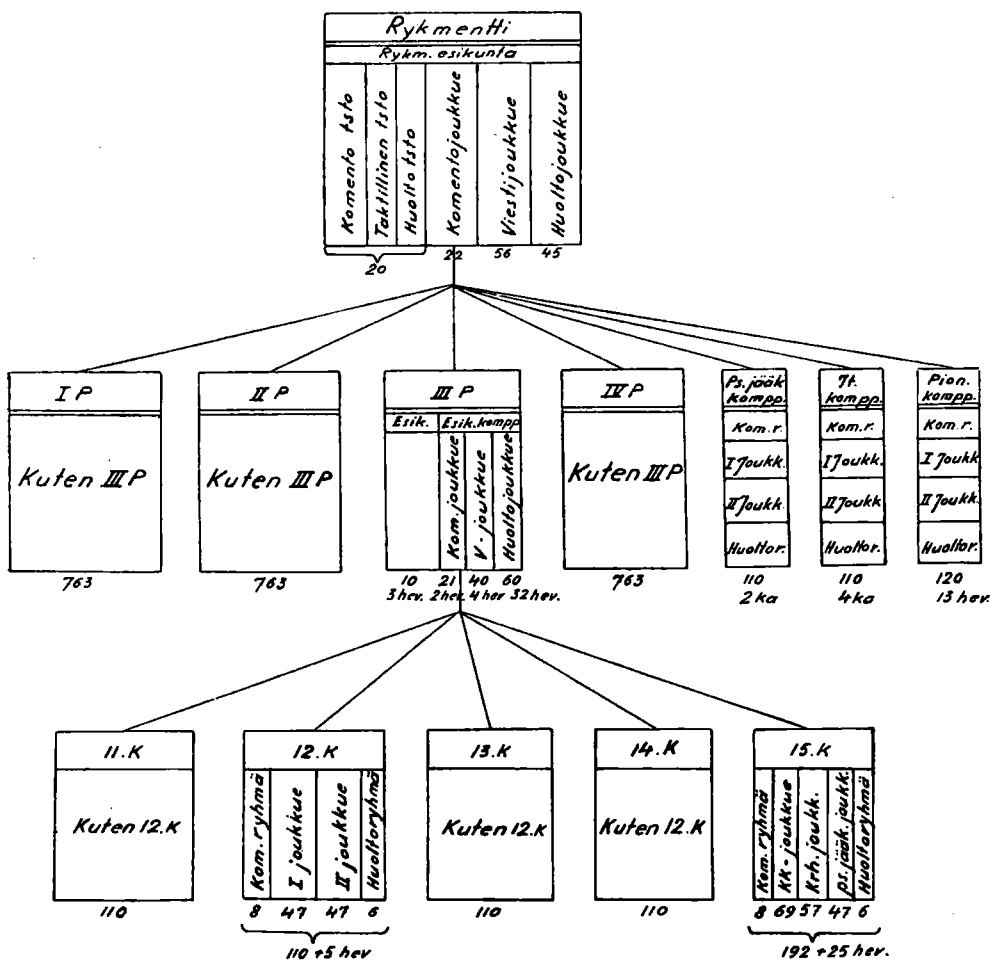 Rykmentti
Rykm. esikunta
Komento tsto
Taktillinen tsto
Huolto tsto
Komentojoukkue
Viestijoukkue
Huoltojoukkue
20
22
56
45
I P
Kuten III P
763
II P
Kuten III P
763
III P
Esik.
Esik. kompp
Kom. joukkue
V - joukkue
Huoltojoukkue
10 21 40 60
3 hev. 2 hev. 4 hev 32 hev.
IV P
Kuten III P
763
Ps. jääk
kompp.
Kom. r.
I Joukk.
II Joukk.
Huoltor.
110
2 ka
It.
kompp.
Kom. r.
I Joukk.
II Joukk.
Huoltor.
110
4 ka
Pion.
kompp.
Kom. r.
I Joukk
II Joukk.
Huoltor.
120
13 hev.
11. K
Kuten 12. K
110
12. K
Kom. ryhmä
I joukkue
II joukkue
Huoltoryhmä
8 47 47 6
110 + 5 hev
13. K
Kuten 12. K
110
14. K
Kuten 12. K
110
15. K
Kom. ryhmä
KK - joukkue
Krh. joukk.
ps. jääk. joukk.
Huoltoryhmä
8 69 57 47 6
192 + 25 hev.